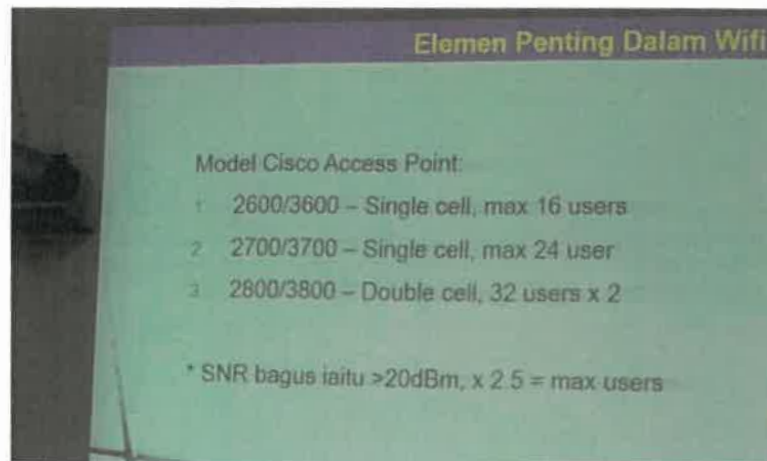 Elemen Penting Dalam Wifi
Model Cisco Access Point:
1 2600/3600 – Single cell, max 16 users
2 2700/3700 – Single cell, max 24 user
3 2800/3800 – Double cell, 32 users x 2
* SNR bagus iaitu >20dBm, x 2.5 = max users